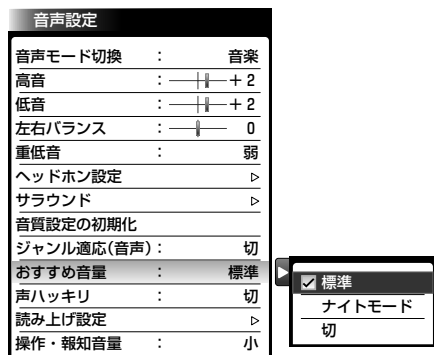 音声設定
音声モード切換 : 音楽
高音 : +2
低音 : +2
左右バランス : 0
重低音 : 弱
ヘッドホン設定
サラウンド
音質設定の初期化
ジャンル適応(音声) : 切
おすすめ音量 : 標準
声ハッキリ : 切
読み上げ設定
操作・報知音量 : 小
標準
ナイトモード
切